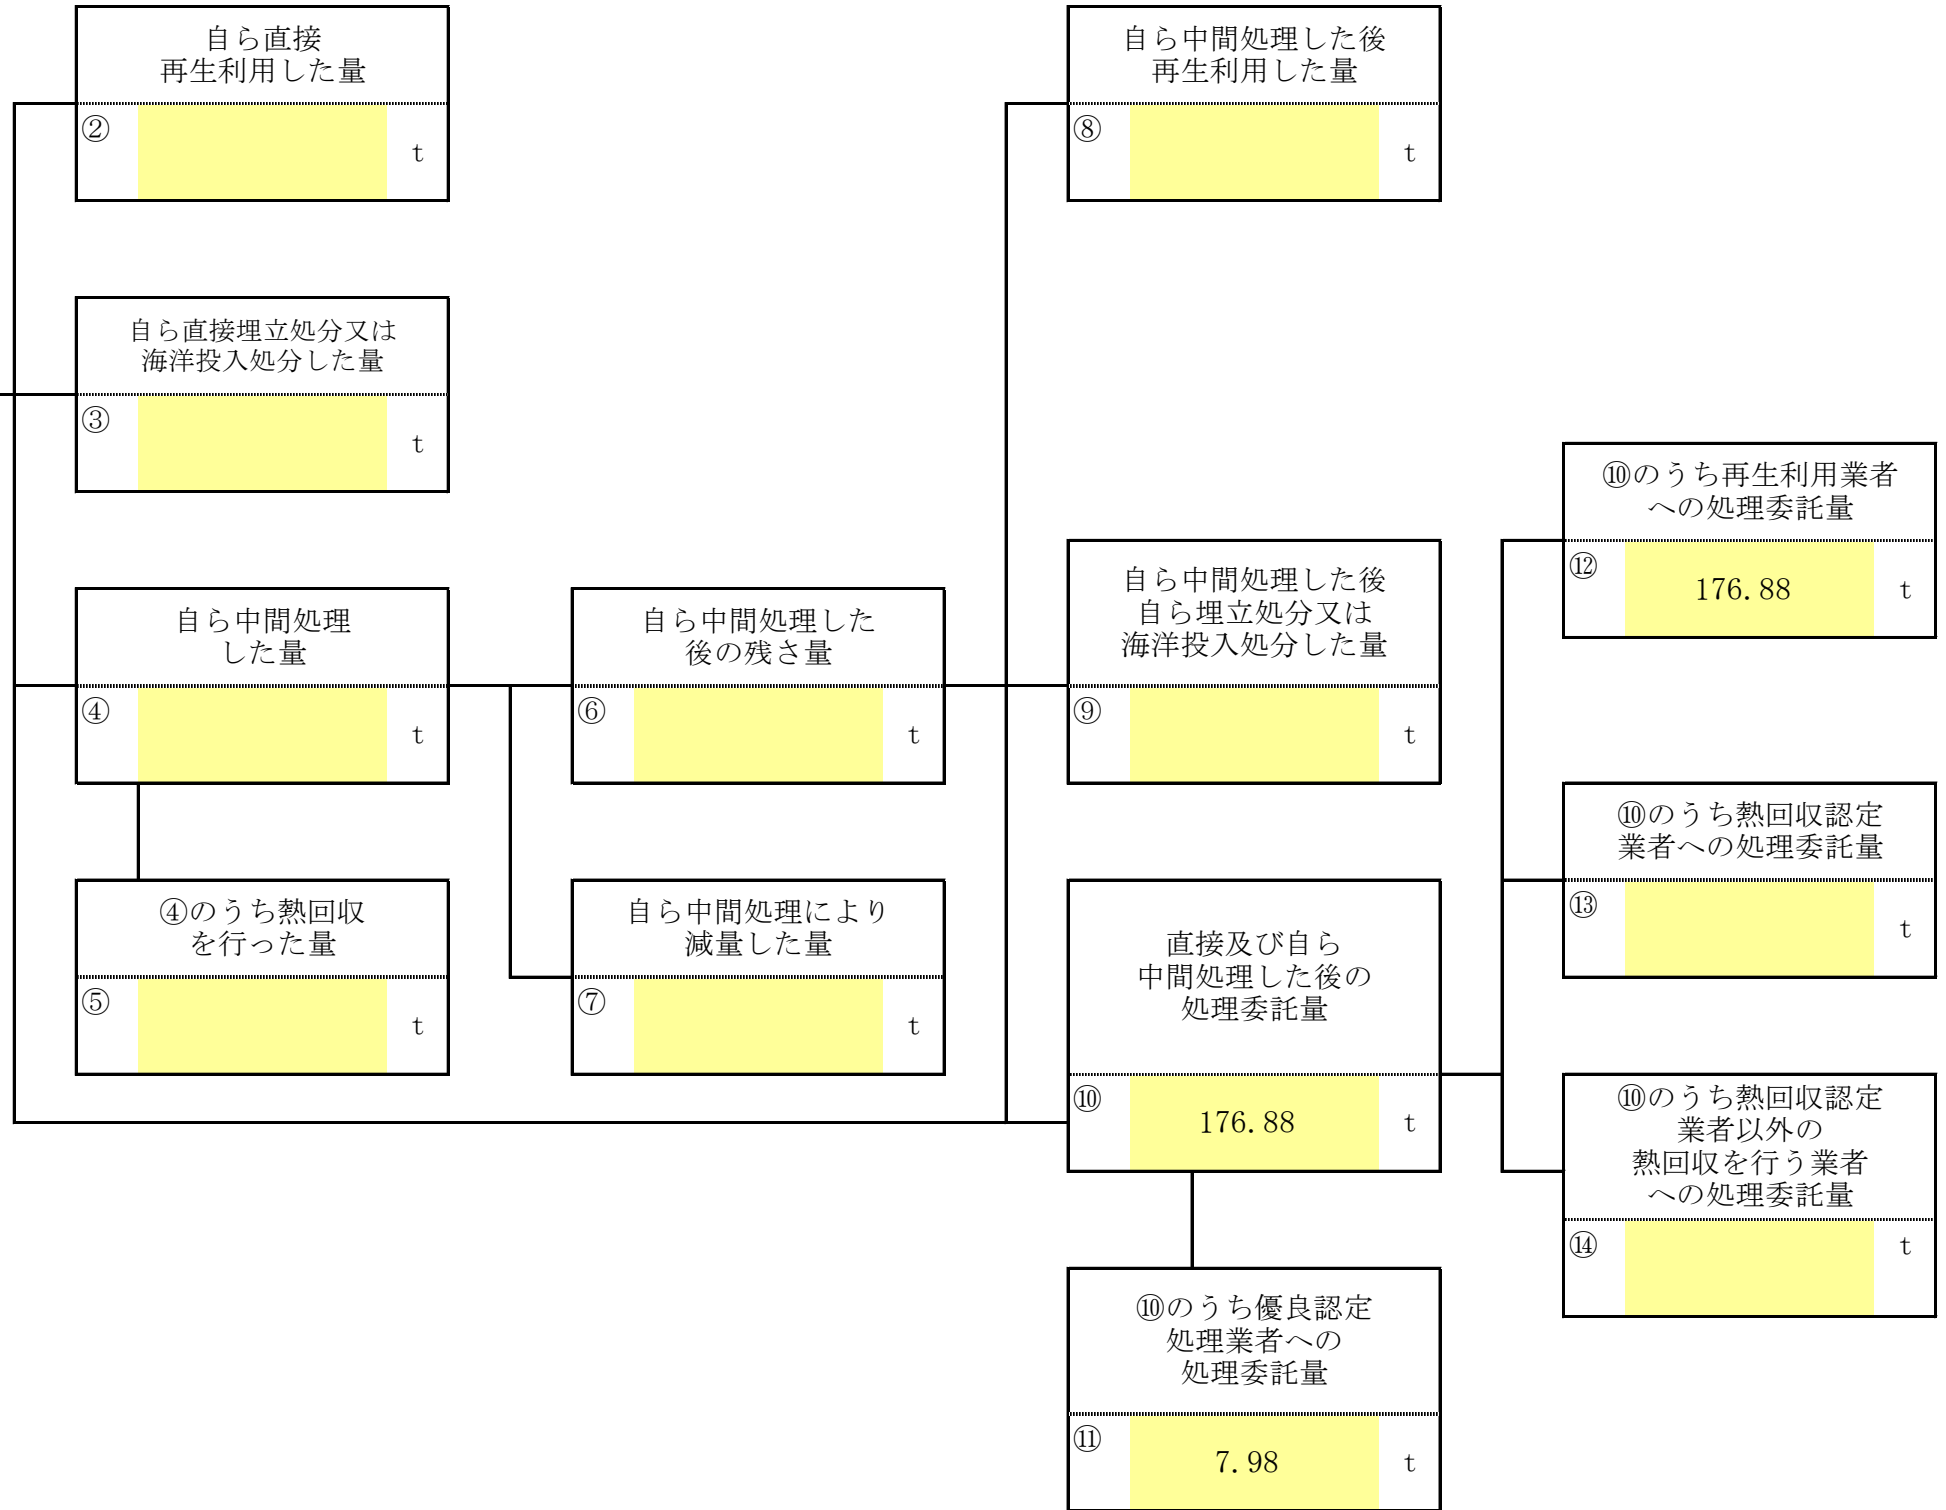 自ら直接
再生利用した量
②
t
自ら中間処理した後
再生利用した量
⑧
t
自ら直接埋立処分又は
海洋投入処分した量
③
t
⑩のうち再生利用業者
への処理委託量
⑫
176.88
t
自ら中間処理
した量
④
t
自ら中間処理した
後の残さ量
⑥
t
自ら中間処理した後
自ら埋立処分又は
海洋投入処分した量
⑨
t
⑩のうち熱回収認定
業者への処理委託量
⑬
t
④のうち熱回収
を行った量
⑤
t
自ら中間処理により
減量した量
⑦
t
直接及び自ら
中間処理した後の
処理委託量
⑩
176.88
t
⑩のうち熱回収認定
業者以外の
熱回収を行う業者
への処理委託量
⑭
t
⑩のうち優良認定
処理業者への
処理委託量
⑪
7.98
t